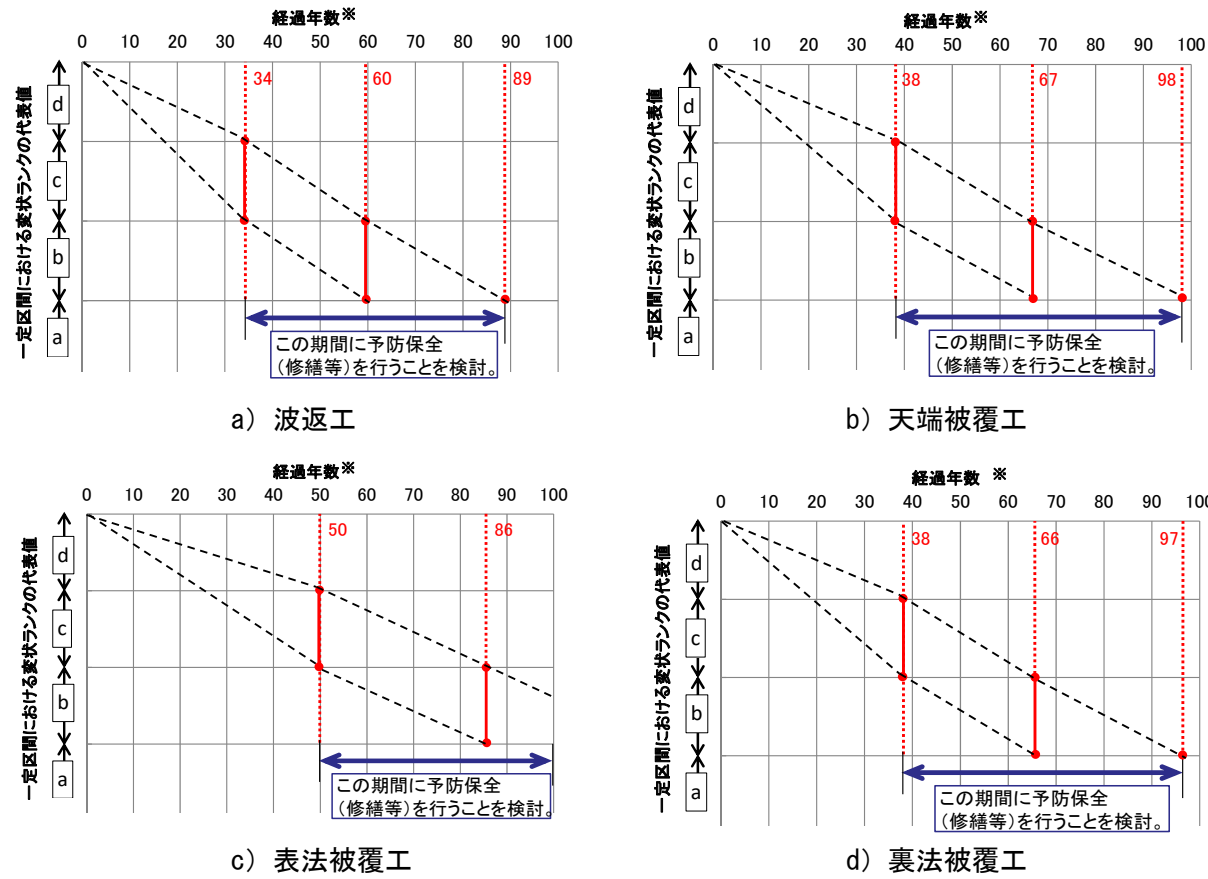 経過年数※
0 10 20 30 40 50 60 70 80 90 100
34 60 89
一定区間における変状ランクの代表値
d
c
b
a
この期間に予防保全
(修繕等)を行うことを検討。
a) 波返工
経過年数※
0 10 20 30 40 50 60 70 80 90 100
38 67 98
一定区間における変状ランクの代表値
d
c
b
a
この期間に予防保全
(修繕等)を行うことを検討。
b) 天端被覆工
経過年数※
0 10 20 30 40 50 60 70 80 90 100
50 86
一定区間における変状ランクの代表値
d
c
b
a
この期間に予防保全
(修繕等)を行うことを検討。
c) 表法被覆工
経過年数 ※
0 10 20 30 40 50 60 70 80 90 100
38 66 97
一定区間における変状ランクの代表値
d
c
b
a
この期間に予防保全
(修繕等)を行うことを検討。
d) 裏法被覆工